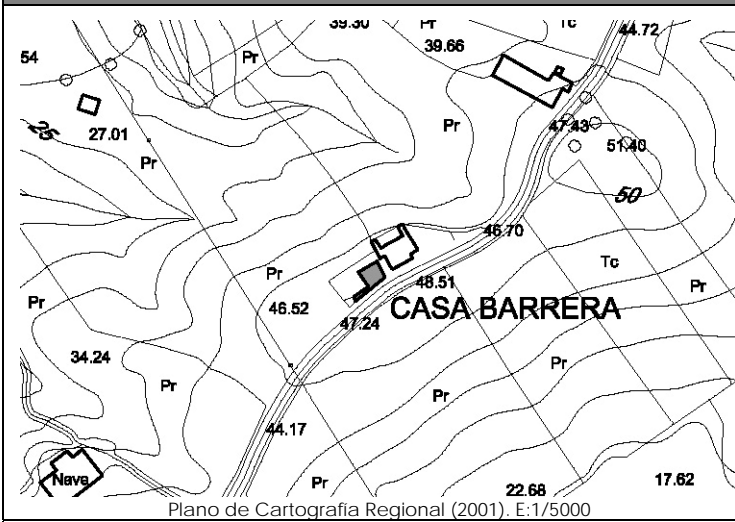 39.30
Pr
Tc
44.72
54
39.66
Pr
25
27.01
Pr
Pr
47.43
51.40
50
46.70
Pr
Tc
Pr
46.52
48.51
CASA BARRERA
47.24
Pr
34.24
Pr
Pr
Pr
44.17
Nave
Pr
22.68
17.62
Plano de Cartografía Regional (2001). E:1/5000